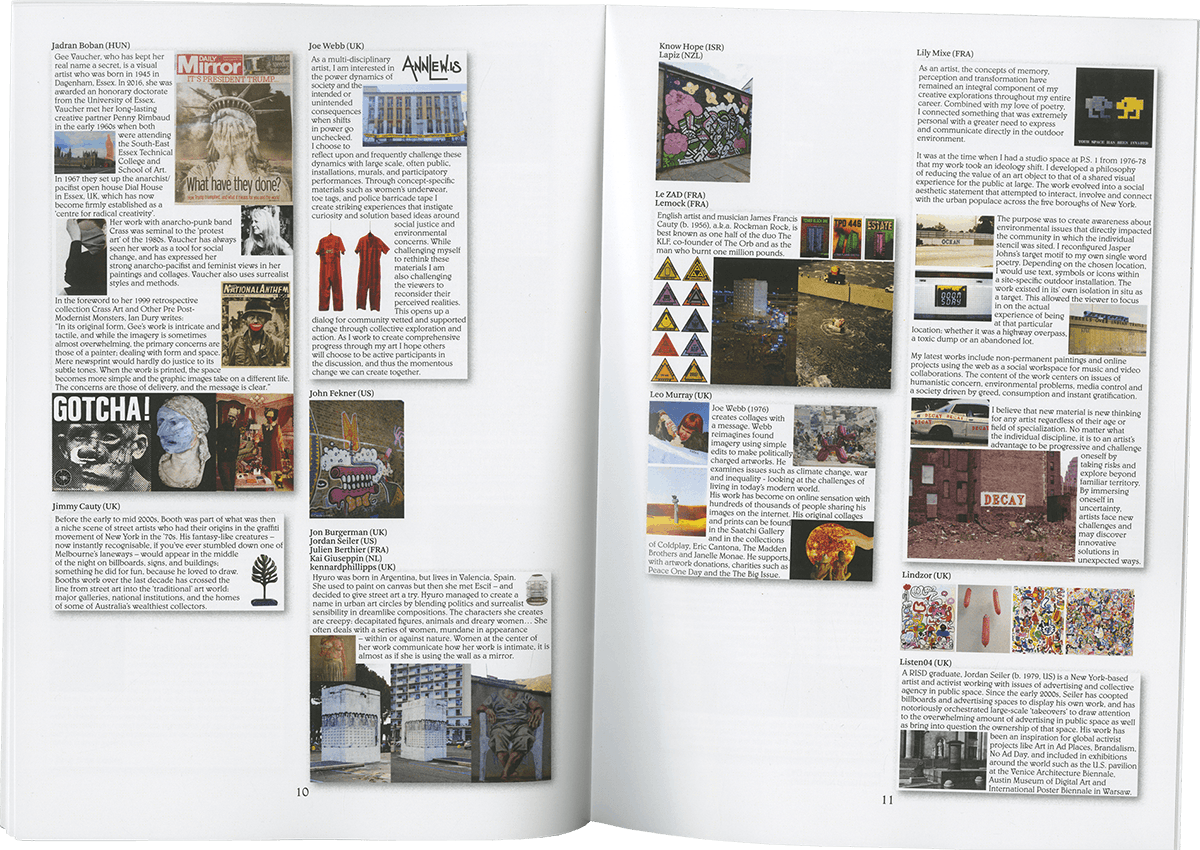 Jadran Boban (HUN)
Gee Vaucher, who has kept her
real name a secret, is a visual
artist who was born in 1945 in
Dagenham, Essex. In 2016, she was
awarded an honorary doctorate
from the University of Essex.
Vaucher met her long-lasting
creative partner Penny Rimbaud
in the early 1960s when both
were attending
the South-East
Essex Technical
College and
School of Art.
In 1967 they set up the anarchist/
pacifist open house Dial House
in Essex, UK, which has now
become firmly established as a
'centre for radical creativity'.
Her work with anarcho-punk band
Crass was seminal to the 'protest
art' of the 1980s. Vaucher has always
seen her work as a tool for social
change, and has expressed her
strong anarcho-pacifist and feminist views in her
paintings and collages. Vaucher also uses surrealist
styles and methods.
In the foreword to her 1999 retrospective
collection Crass Art and Other Pre Post-
Modernist Monsters, Ian Dury writes:
"In its original form, Gee's work is intricate and
tactile, and while the imagery is sometimes
almost overwhelming, the primary concerns are
those of a painter; dealing with form and space.
Mere newsprint would hardly do justice to its
subtle tones. When the work is printed, the space
becomes more simple and the graphic images take on a different life.
The concerns are those of delivery, and the message is clear."
DAILY
Mirror
IT'S PRESIDENT TRUMP
What have they done?
NATIONAL ANTHEM
GOTCHA!
Jimmy Cauty (UK)
Before the early to mid 2000s, Booth was part of what was then
a niche scene of street artists who had their origins in the graffiti
movement of New York in the '70s. His fantasy-like creatures –
now instantly recognisable, if you've ever stumbled down one of
Melbourne's laneways – would appear in the middle
of the night on billboards, signs, and buildings;
something he did for fun, because he loved to draw.
Booths work over the last decade has crossed the
line from street art into the 'traditional' art world:
major galleries, national institutions, and the homes
of some of Australia's wealthiest collectors.
Joe Webb (UK)
As a multi-disciplinary
artist, I am interested in
the power dynamics of
society and the
intended or
unintended
consequences
when shifts
in power go
unchecked.
I choose to
reflect upon and frequently challenge these
dynamics with large scale, often public,
installations, murals, and participatory
performances. Through concept-specific
materials such as women's underwear,
toe tags, and police barricade tape I
create striking experiences that instigate
curiosity and solution based ideas around
social justice and
environmental
concerns. While
challenging myself
to rethink these
materials I am
also challenging
the viewers to
reconsider their
perceived realities.
This opens up a
dialog for community vetted and supported
change through collective exploration and
action. As I work to create comprehensive
progress through my art I hope others
will choose to be active participants in
the discussion, and thus the momentous
change we can create together.
ANN LEWIS
John Fekner (US)
Jon Burgerman (UK)
Jordan Seiler (US)
Julien Berthier (FRA)
Kai Giuseppin (NL)
kennardphillipps (UK)
Hyuro was born in Argentina, but lives in Valencia, Spain.
She used to paint on canvas but then she met Escif – and
decided to give street art a try. Hyuro managed to create a
name in urban art circles by blending politics and surrealist
sensibility in dreamlike compositions. The characters she creates
are creepy: decapitated figures, animals and dreary women… She
often deals with a series of women, mundane in appearance
– within or against nature. Women at the center of
her work communicate how her work is intimate, it is
almost as if she is using the wall as a mirror.
10
Know Hope (ISR)
Lapiz (NZL)
Le ZAD (FRA)
Lemock (FRA)
English artist and musician James Francis
Cauty (b. 1956), a.k.a. Rockman Rock, is
best known as one half of the duo The
KLF, co-founder of The Orb and as the
man who burnt one million pounds.
ESTATE
Leo Murray (UK)
Joe Webb (1976)
creates collages with
a message. Webb
reimagines found
imagery using simple
edits to make politically
charged artworks. He
examines issues such as climate change, war
and inequality - looking at the challenges of
living in today's modern world.
His work has become on online sensation with
hundreds of thousands of people sharing his
images on the internet. His original collages
and prints can be found
in the Saatchi Gallery
and in the collections
of Coldplay, Eric Cantona, The Madden
Brothers and Janelle Monae. He supports,
with artwork donations, charities such as
Peace One Day and the The Big Issue.
Lily Mixe (FRA)
As an artist, the concepts of memory,
perception and transformation have
remained an integral component of my
creative explorations throughout my entire
career. Combined with my love of poetry,
I connected something that was extremely
personal with a greater need to express
and communicate directly in the outdoor
environment.
YOUR SPACE HAS BEEN INVADED
It was at the time when I had a studio space at P.S. 1 from 1976-78
that my work took an ideology shift. I developed a philosophy
of reducing the value of an art object to that of a shared visual
experience for the public at large. The work evolved into a social
aesthetic statement that attempted to interact, involve and connect
with the urban populace across the five boroughs of New York.
The purpose was to create awareness about
environmental issues that directly impacted
the community in which the individual
stencil was sited. I reconfigured Jasper
Johns's target motif to my own single word
poetry. Depending on the chosen location,
I would use text, symbols or icons within
a site-specific outdoor installation. The
work existed in its' own isolation in situ as
a target. This allowed the viewer to focus
in on the actual
experience of being
at that particular
location; whether it was a highway overpass,
a toxic dump or an abandoned lot.
OCEAN
My latest works include non-permanent paintings and online
projects using the web as a social workspace for music and video
collaborations. The content of the work centers on issues of
humanistic concern, environmental problems, media control and
a society driven by greed, consumption and instant gratification.
I believe that new material is new thinking
for any artist regardless of their age or
field of specialization. No matter what
the individual discipline, it is to an artist's
advantage to be progressive and challenge
oneself by
taking risks and
explore beyond
familiar territory.
By immersing
oneself in
uncertainty,
artists face new
challenges and
may discover
innovative
solutions in
unexpected ways.
DECAY
DECAY
Lindzor (UK)
Listen04 (UK)
A RISD graduate, Jordan Seiler (b. 1979, US) is a New York-based
artist and activist working with issues of advertising and collective
agency in public space. Since the early 2000s, Seiler has coopted
billboards and advertising spaces to display his own work, and has
notoriously orchestrated large-scale 'takeovers' to draw attention
to the overwhelming amount of advertising in public space as well
as bring into question the ownership of that space. His work has
been an inspiration for global activist
projects like Art in Ad Places, Brandalism,
No Ad Day, and included in exhibitions
around the world such as the U.S. pavilion
at the Venice Architecture Biennale,
Austin Museum of Digital Art and
International Poster Biennale in Warsaw.
11